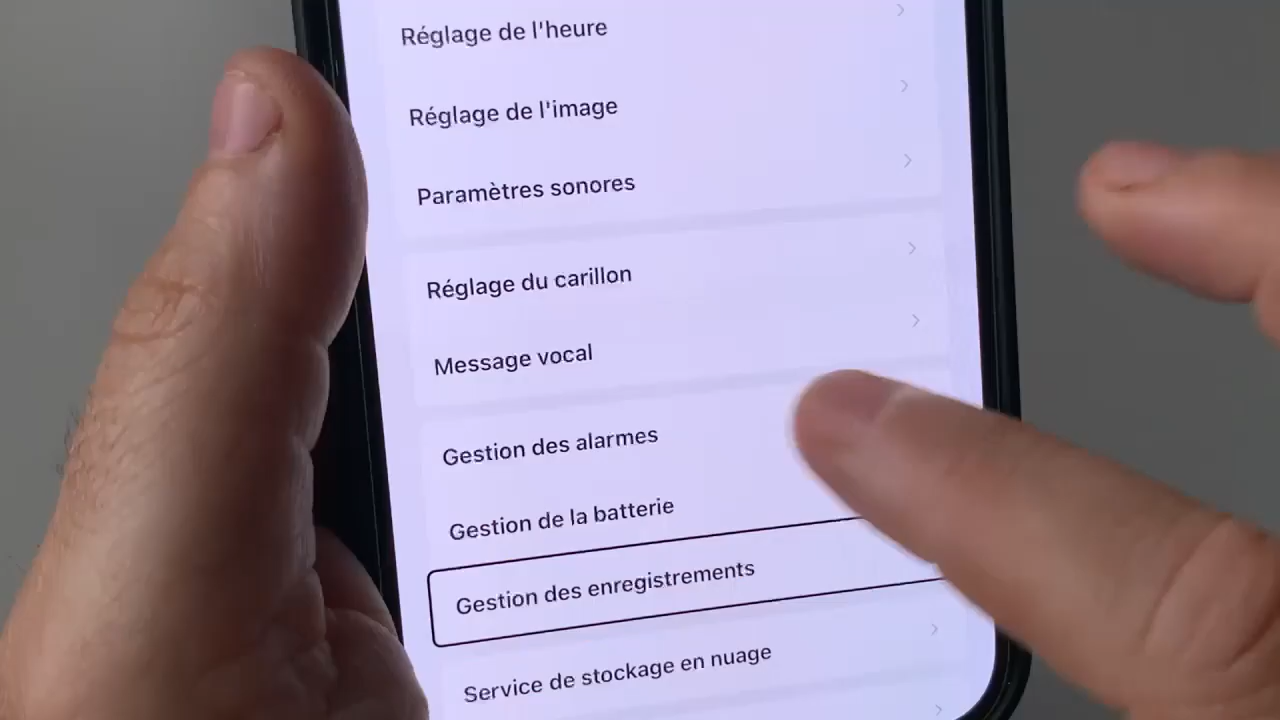 Réglage de l'heure
Réglage de l'image
Paramètres sonores
Réglage du carillon
Message vocal
Gestion des alarmes
Gestion de la batterie
Gestion des enregistrements
Service de stockage en nuage